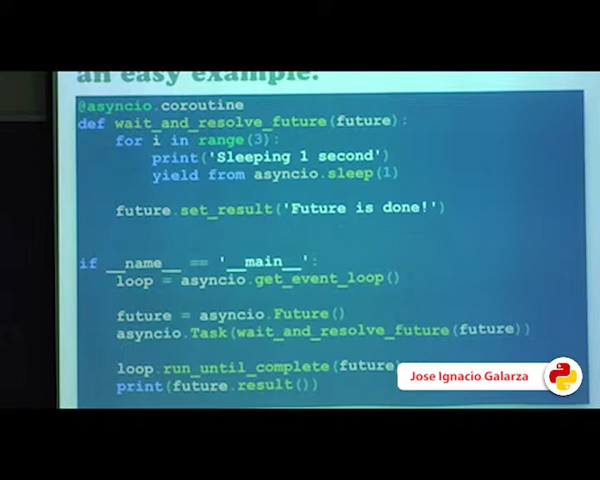 an easy example.
@asyncio.coroutine
def wait_and_resolve_future(future):
for i in range(3):
print('Sleeping 1 second')
yield from asyncio.sleep(1)
future.set_result('Future is done!')
if __name__ == '__main__':
loop = asyncio.get_event_loop()
future = asyncio.Future()
asyncio.Task(wait_and_resolve_future(future))
loop.run_until_complete(future)
print(future.result())
Jose Ignacio Galarza